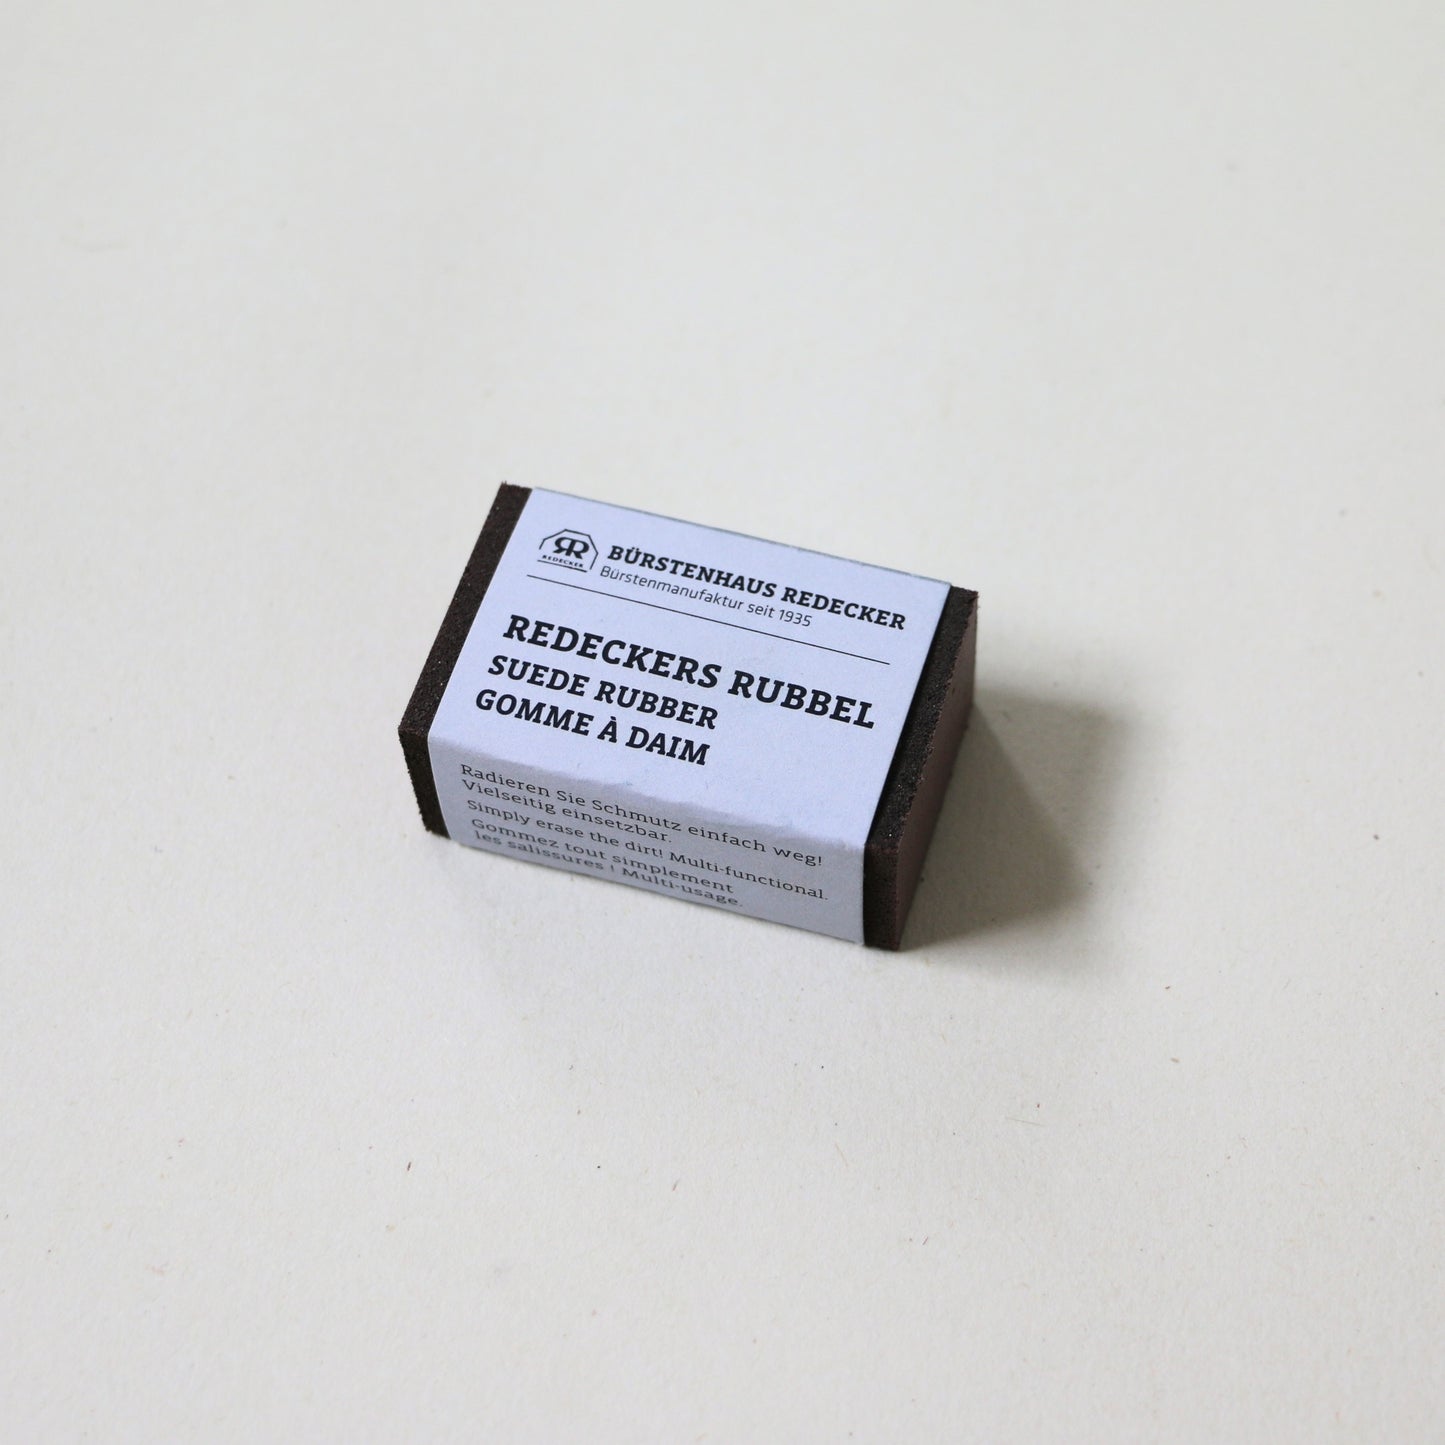 RR
REDECKER
BÜRSTENHAUS REDECKER
Bürstenmanufaktur seit 1935
REDECKERS RUBBEL
SUEDE RUBBER
GOMME À DAIM
Radieren Sie Schmutz einfach weg!
Vielseitig einsetzbar.
Simply erase the dirt! Multi-functional.
Gommez tout simplement
les salissures ! Multi-usage.